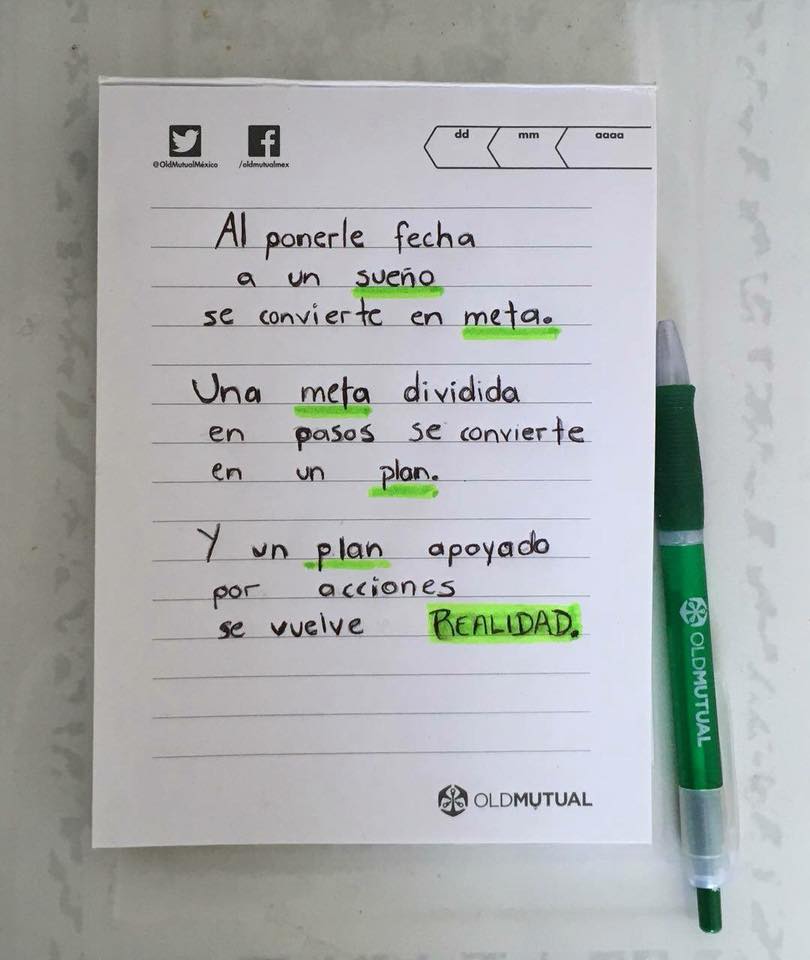 dd mm aaaa
@OldMutualMéxico /oldmutualmex
Al ponerle fecha
a un sueño
se convierte en meta.
Una meta dividida
en pasos se convierte
en un plan.
Y un plan apoyado
por acciones
se vuelve REALIDAD.
OLDMUTUAL
OLDMUTUAL